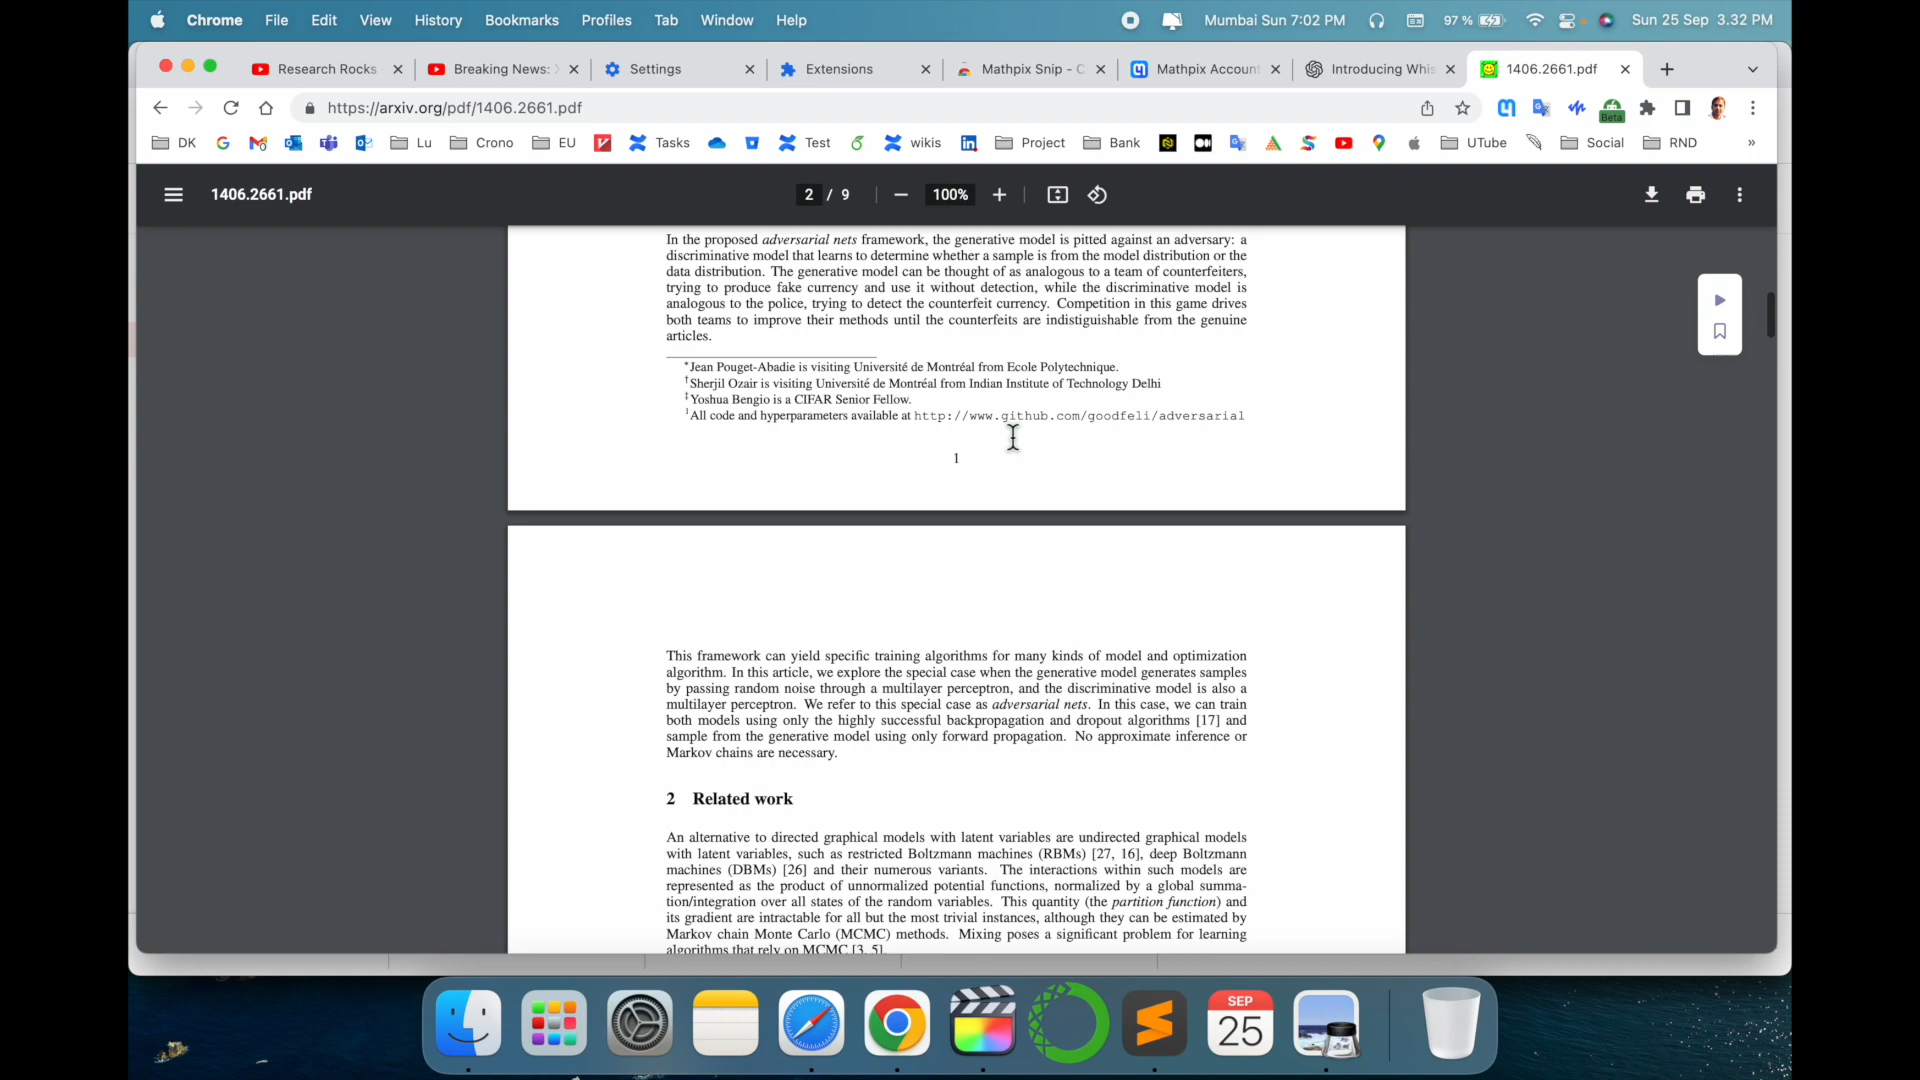 Chrome File Edit View History Bookmarks Profiles Tab Window Help Mumbai Sun 7:02 PM 97 % Sun 25 Sep 3.32 PM
Research Rocks Breaking News: Settings Extensions Mathpix Snip - C Mathpix Account Introducing Whis 1406.2661.pdf
https://arxiv.org/pdf/1406.2661.pdf Beta
DK Lu Crono EU Tasks Test wikis Project Bank UTube Social RND »
1406.2661.pdf 2 / 9 100%
In the proposed adversarial nets framework, the generative model is pitted against an adversary: a
discriminative model that learns to determine whether a sample is from the model distribution or the
data distribution. The generative model can be thought of as analogous to a team of counterfeiters,
trying to produce fake currency and use it without detection, while the discriminative model is
analogous to the police, trying to detect the counterfeit currency. Competition in this game drives
both teams to improve their methods until the counterfeits are indistiguishable from the genuine
articles.
*Jean Pouget-Abadie is visiting Université de Montréal from Ecole Polytechnique.
†Sherjil Ozair is visiting Université de Montréal from Indian Institute of Technology Delhi
‡Yoshua Bengio is a CIFAR Senior Fellow.
1All code and hyperparameters available at http://www.github.com/goodfeli/adversarial
1
This framework can yield specific training algorithms for many kinds of model and optimization
algorithm. In this article, we explore the special case when the generative model generates samples
by passing random noise through a multilayer perceptron, and the discriminative model is also a
multilayer perceptron. We refer to this special case as adversarial nets. In this case, we can train
both models using only the highly successful backpropagation and dropout algorithms [17] and
sample from the generative model using only forward propagation. No approximate inference or
Markov chains are necessary.
2 Related work
An alternative to directed graphical models with latent variables are undirected graphical models
with latent variables, such as restricted Boltzmann machines (RBMs) [27, 16], deep Boltzmann
machines (DBMs) [26] and their numerous variants. The interactions within such models are
represented as the product of unnormalized potential functions, normalized by a global summa-
tion/integration over all states of the random variables. This quantity (the partition function) and
its gradient are intractable for all but the most trivial instances, although they can be estimated by
Markov chain Monte Carlo (MCMC) methods. Mixing poses a significant problem for learning
algorithms that rely on MCMC [3, 5].
SEP
25